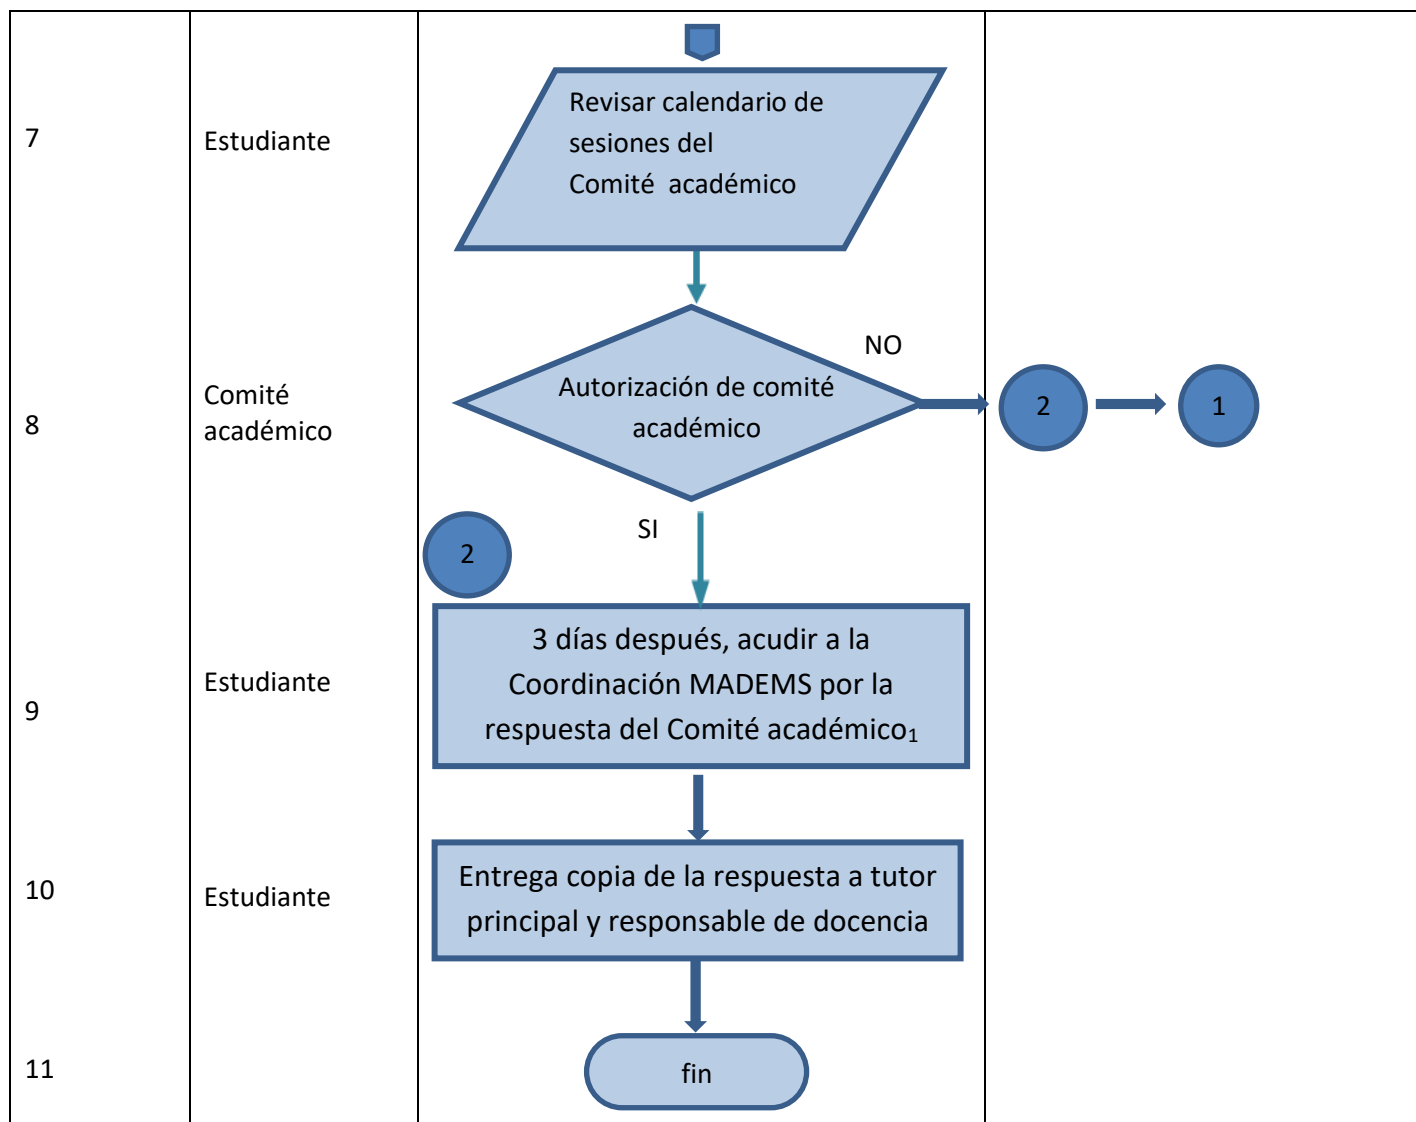 7
Estudiante
Revisar calendario de
sesiones del
Comité académico
8
Comité
académico
Autorización de comité
académico
NO
2
1
SI
2
9
Estudiante
3 días después, acudir a la
Coordinación MADEMS por la
respuesta del Comité académico₁
10
Estudiante
Entrega copia de la respuesta a tutor
principal y responsable de docencia
11
fin